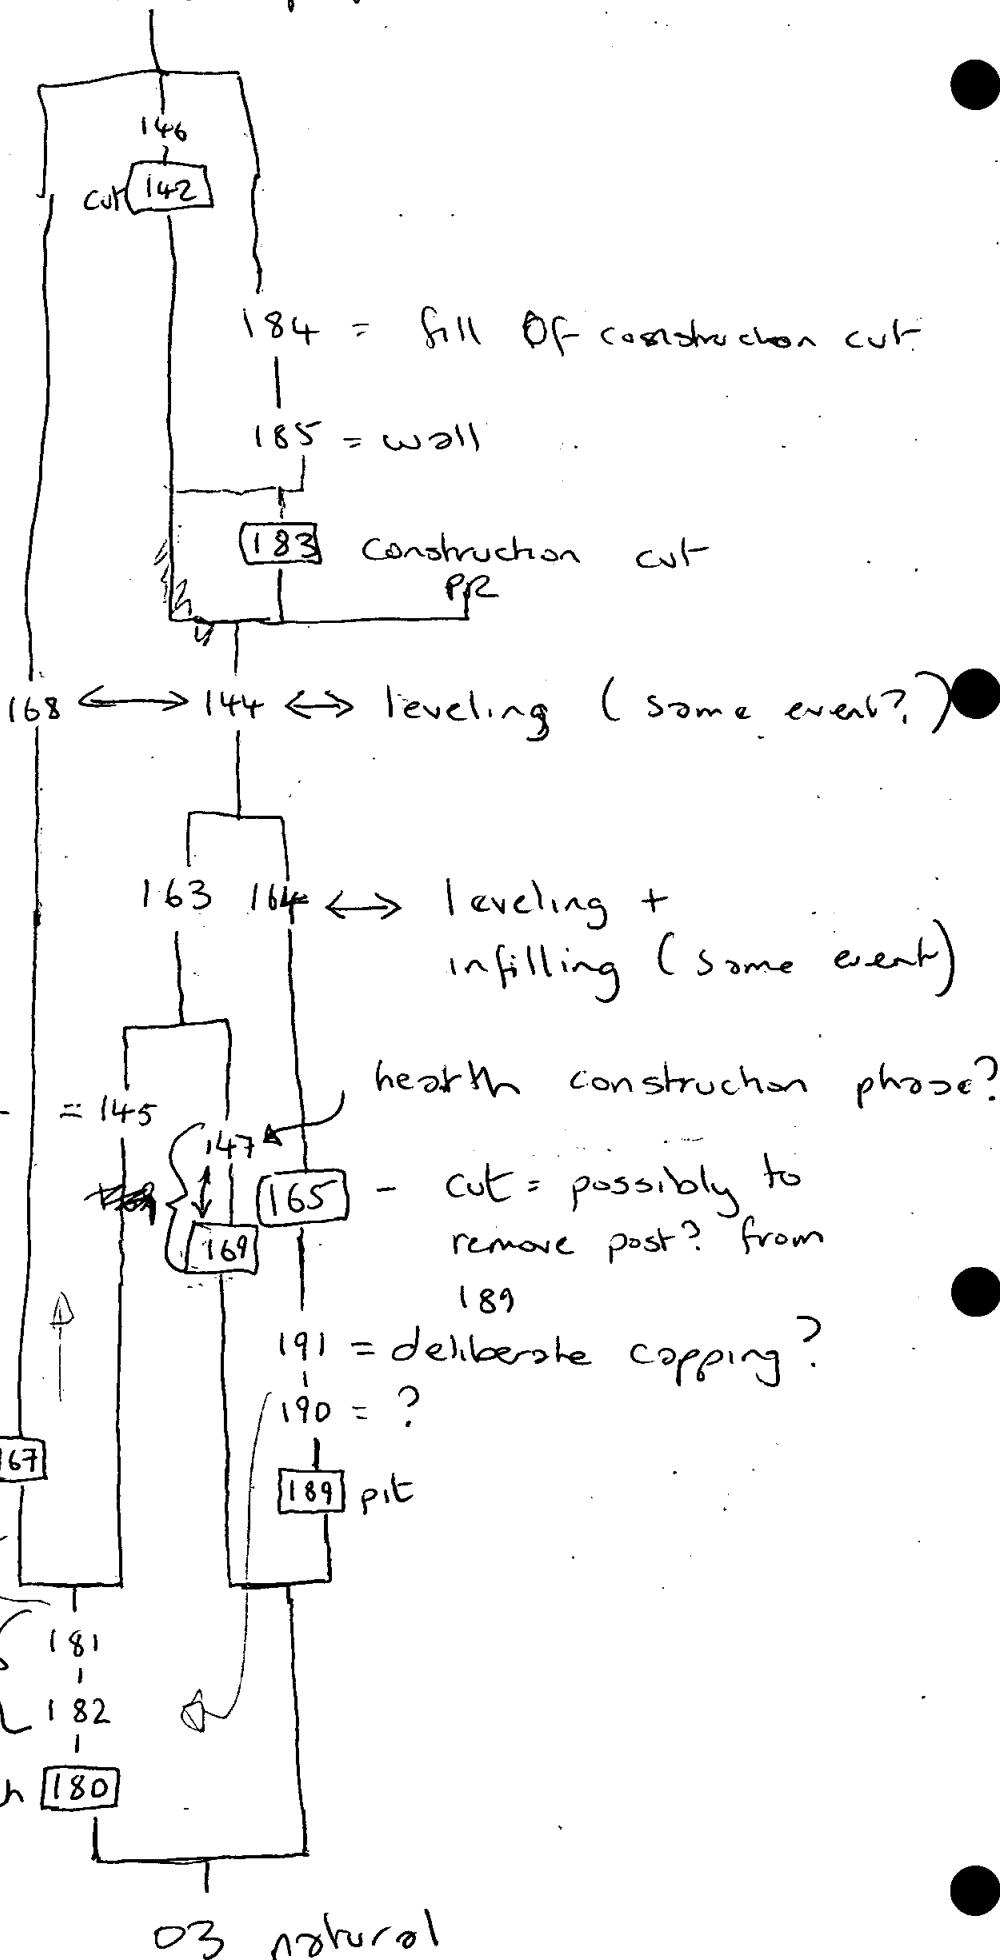 146
cut 142
184 = fill Of construction cut
185 = wall
183 construction cut
PR
168 144 leveling (same event?)
163 164 leveling +
infilling (same event)
hearth construction phase?
= 145
147
165 - cut = possibly to
169 remove post? from
189
191 = deliberate capping?
190 = ?
167
189 pit
181
182
h 180
03 natural